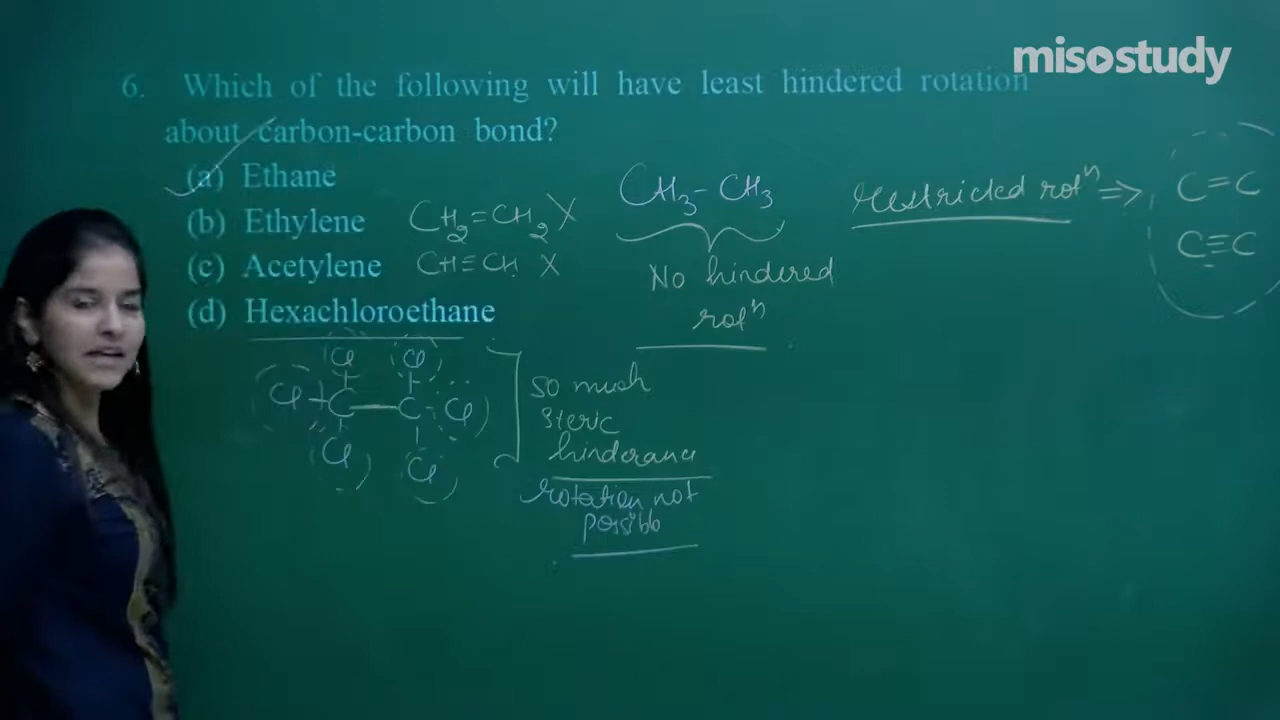 misostudy
6. Which of the following will have least hindered rotation
about carbon-carbon bond?
(a) Ethane
(b) Ethylene
(c) Acetylene
(d) Hexachloroethane
CH2=CH2 X
CH≡CH X
CH3-CH3
No hindered
rotn
restricted rotn ⇒
C=C
C≡C
Cl Cl
Cl-C-C-Cl
Cl Cl
so much
steric
hinderance
rotation not
possible